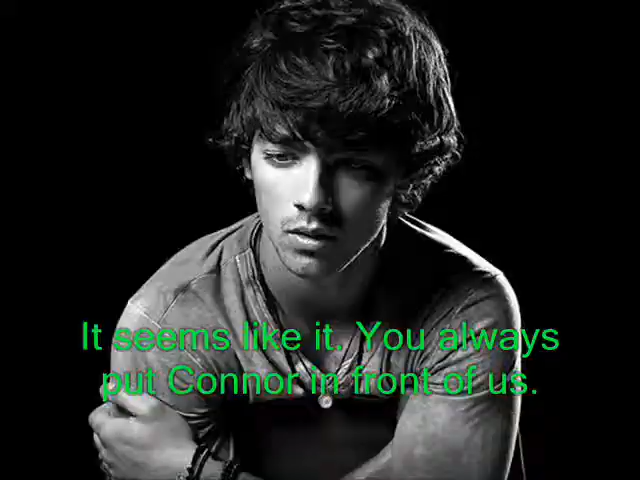 It seems like it. You always
put Connor in front of us.